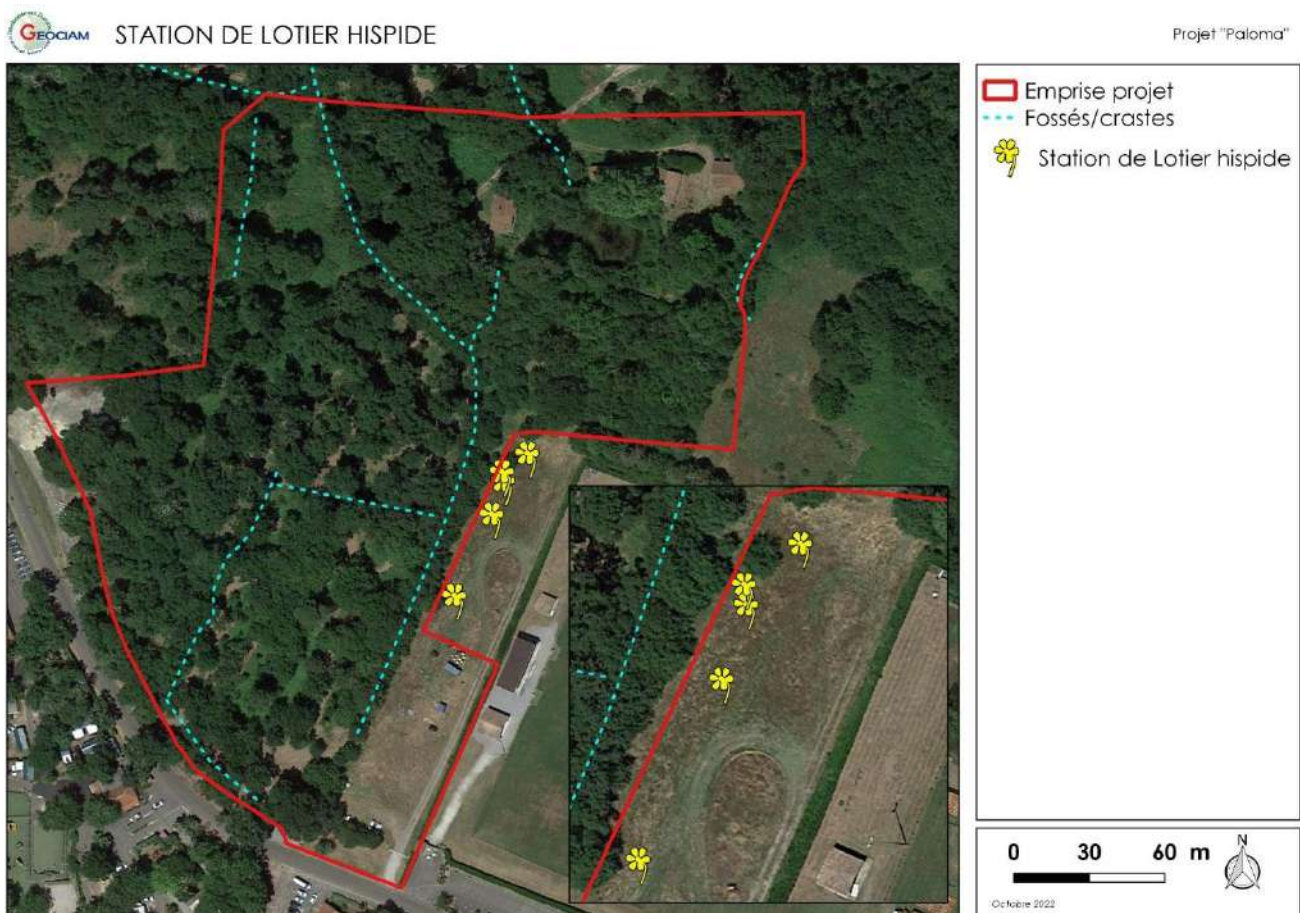 GEOCIAM
STATION DE LOTIER HISPIDE
Projet "Paloma"
Emprise projet
Fossés/crastes
Station de Lotier hispide
0 30 60 m
N
Octobre 2022